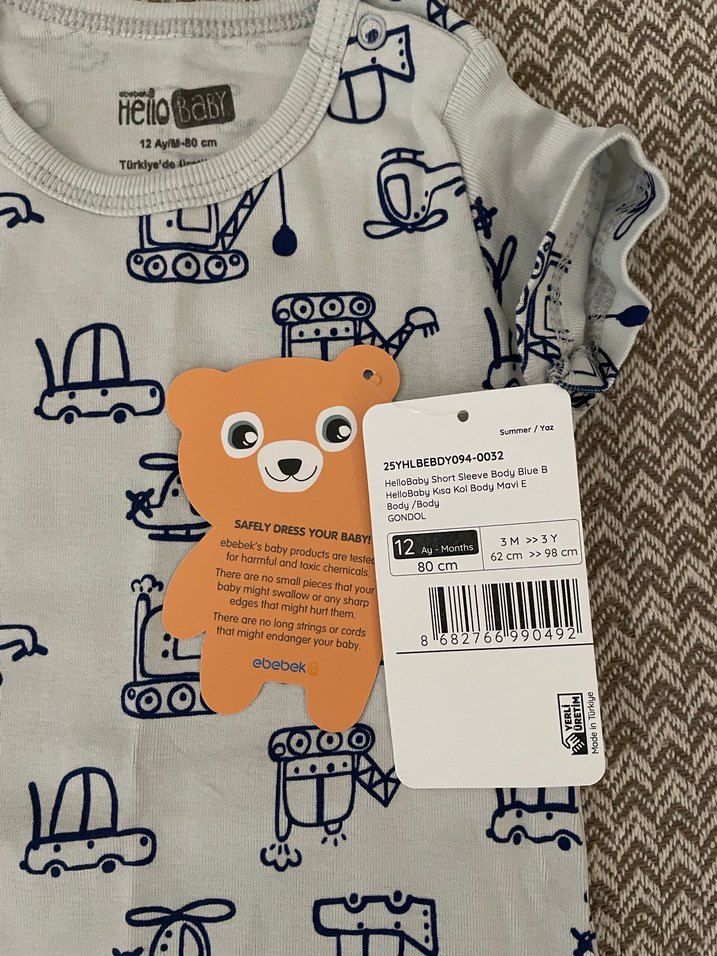 ebebek
Hello BABY
12 Ay/M-80 cm
Türkiye'de
SAFELY DRESS YOUR BABY!
ebebek's baby products are tested
for harmful and toxic chemicals.
There are no small pieces that your
baby might swallow or any sharp
edges that might hurt them.
There are no long strings or cords
that might endanger your baby.
ebebek
Summer / Yaz
25YHLBEBDY094-0032
HelloBaby Short Sleeve Body Blue B
HelloBaby Kısa Kol Body Mavi E
Body /Body
GONDOL
12 Ay - Months
80 cm
3 M >> 3 Y
62 cm >> 98 cm
8 682766 990492
YERLİ
ÜRETİM
Made in Türkiye